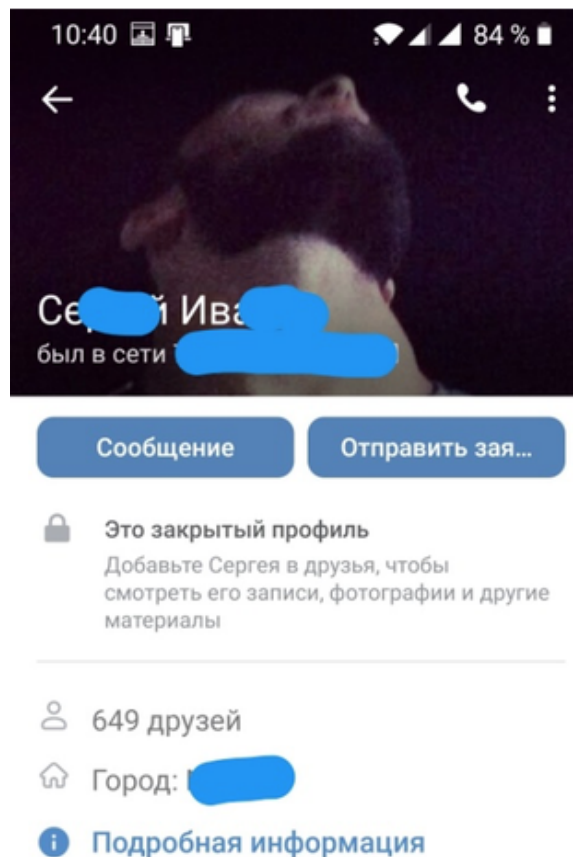 10:40 84 %
был в сети
Сообщение Отправить зая...
Это закрытый профиль
Добавьте Сергея в друзья, чтобы
смотреть его записи, фотографии и другие
материалы
649 друзей
Город:
Подробная информация